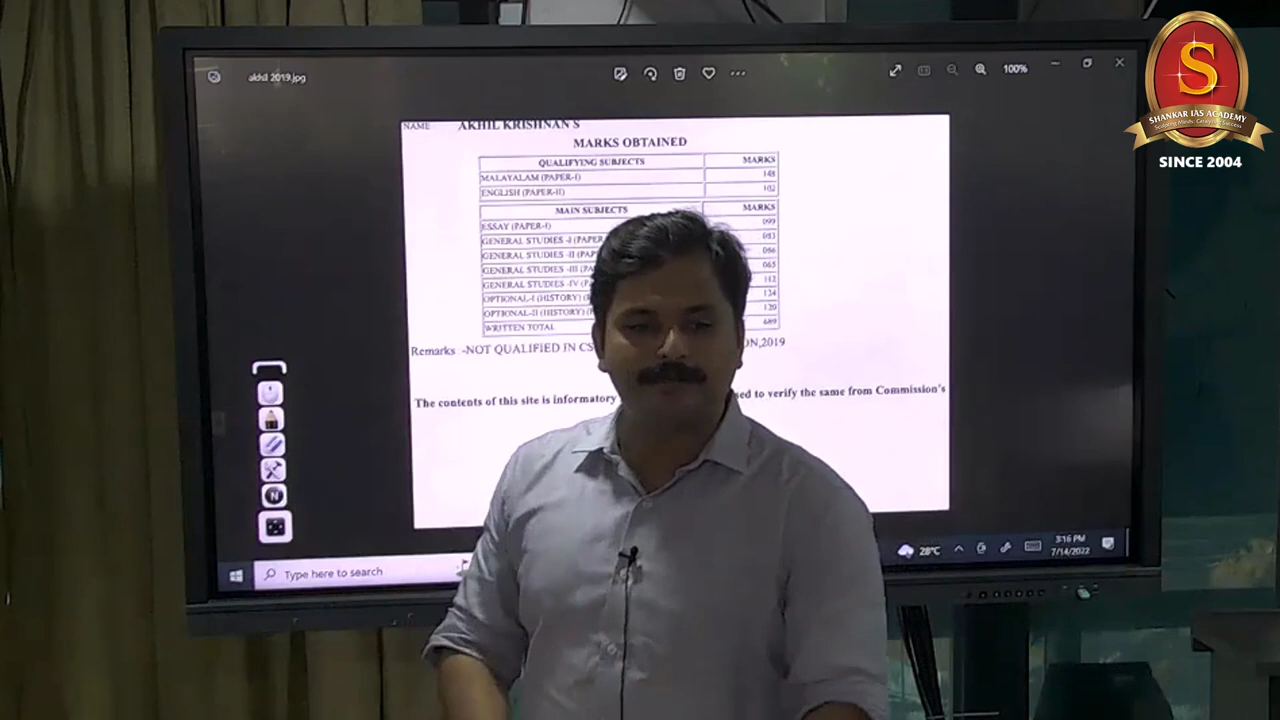 aktsil 2019.jpg
100%
S
SHANKAR IAS ACADEMY
SINCE 2004
NAME AKHIL KRISHNAN S
MARKS OBTAINED
QUALIFYING SUBJECTS MARKS
MALAYALAM (PAPER-I) 148
ENGLISH (PAPER-II) 102
MAIN SUBJECTS MARKS
ESSAY (PAPER-I) 099
GENERAL STUDIES -I (PAPER 083
GENERAL STUDIES -II (PAP 086
GENERAL STUDIES -III (PA 065
GENERAL STUDIES -IV (P 112
OPTIONAL-I (HISTORY) 124
OPTIONAL-II (HISTORY) 120
WRITTEN TOTAL 689
Remarks :-NOT QUALIFIED IN CS ON,2019
The contents of this site is informatory sed to verify the same from Commission's
N
Type here to search
28°C
3:16 PM
7/14/2022